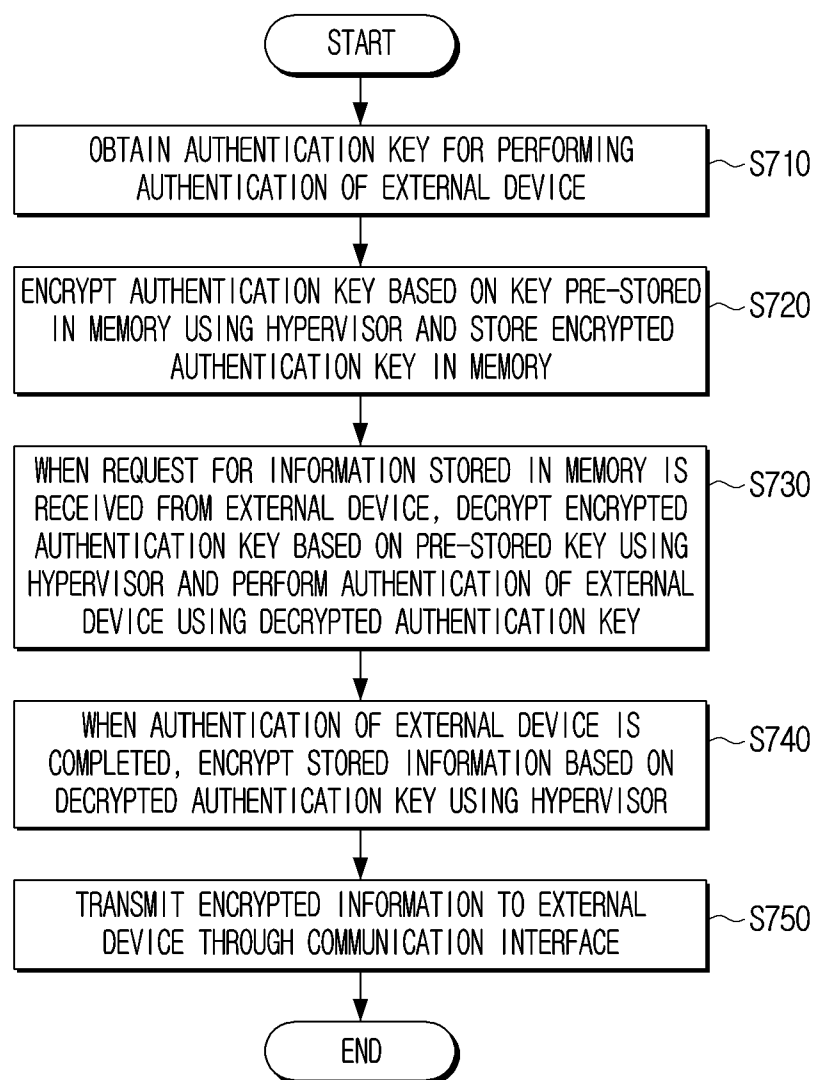 START
OBTAIN AUTHENTICATION KEY FOR PERFORMING
AUTHENTICATION OF EXTERNAL DEVICE
S710
ENCRYPT AUTHENTICATION KEY BASED ON KEY PRE-STORED
IN MEMORY USING HYPERVISOR AND STORE ENCRYPTED
AUTHENTICATION KEY IN MEMORY
S720
WHEN REQUEST FOR INFORMATION STORED IN MEMORY IS
RECEIVED FROM EXTERNAL DEVICE, DECRYPT ENCRYPTED
AUTHENTICATION KEY BASED ON PRE-STORED KEY USING
HYPERVISOR AND PERFORM AUTHENTICATION OF EXTERNAL
DEVICE USING DECRYPTED AUTHENTICATION KEY
S730
WHEN AUTHENTICATION OF EXTERNAL DEVICE IS
COMPLETED, ENCRYPT STORED INFORMATION BASED ON
DECRYPTED AUTHENTICATION KEY USING HYPERVISOR
S740
TRANSMIT ENCRYPTED INFORMATION TO EXTERNAL
DEVICE THROUGH COMMUNICATION INTERFACE
S750
END